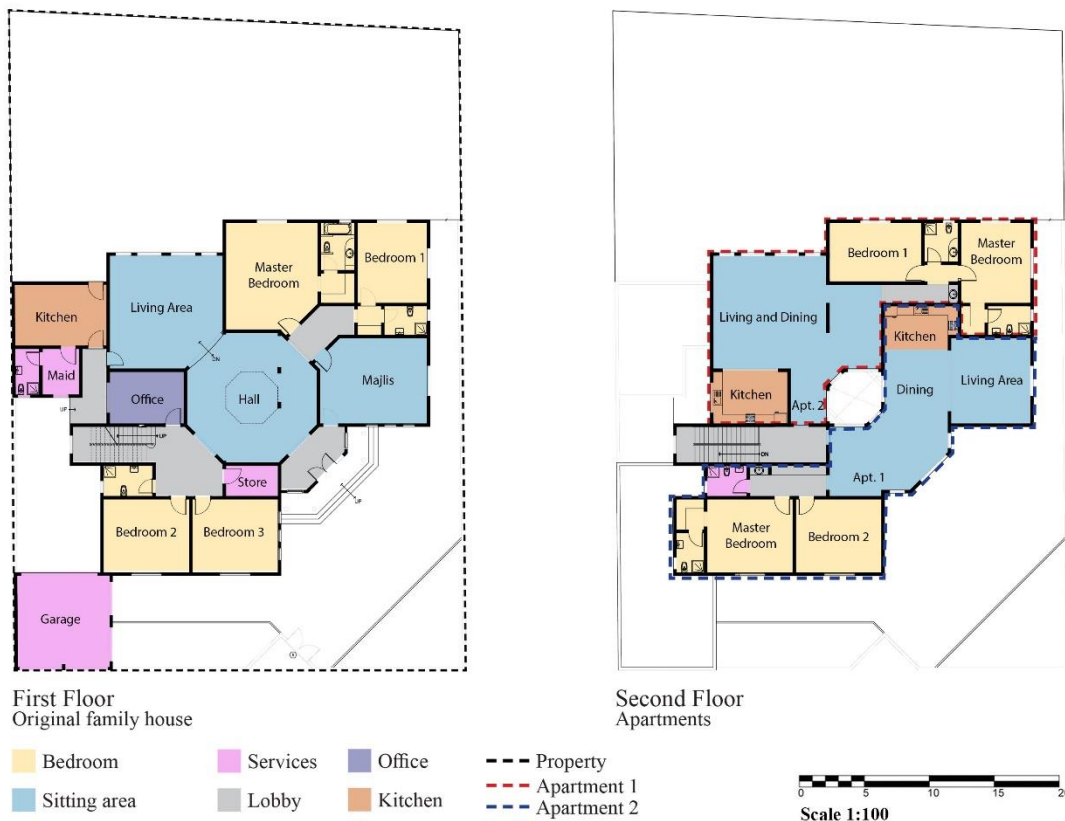 Master
Bedroom
Bedroom 1
Living Area
Kitchen
Maid
Office
Hall
Majlis
DN
UP
UP
Store
UP
Bedroom 2
Bedroom 3
Garage
First Floor
Original family house
Bedroom 1
Master
Bedroom
Living and Dining
Kitchen
Dining
Living Area
Kitchen
Apt. 2
DN
Apt. 1
Master
Bedroom
Bedroom 2
Second Floor
Apartments
Bedroom
Services
Office
Property
Sitting area
Lobby
Kitchen
Apartment 1
Apartment 2
0 5 10 15 20
Scale 1:100